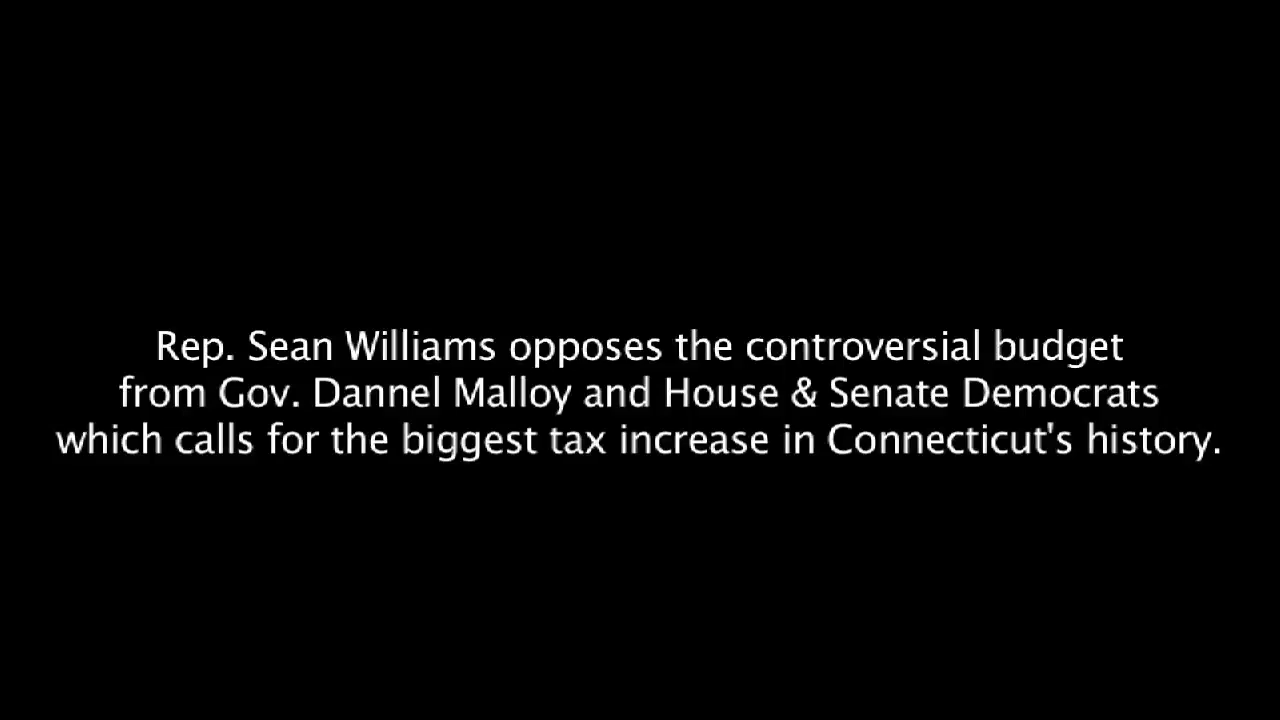 Rep. Sean Williams opposes the controversial budget
from Gov. Dannel Malloy and House & Senate Democrats
which calls for the biggest tax increase in Connecticut's history.